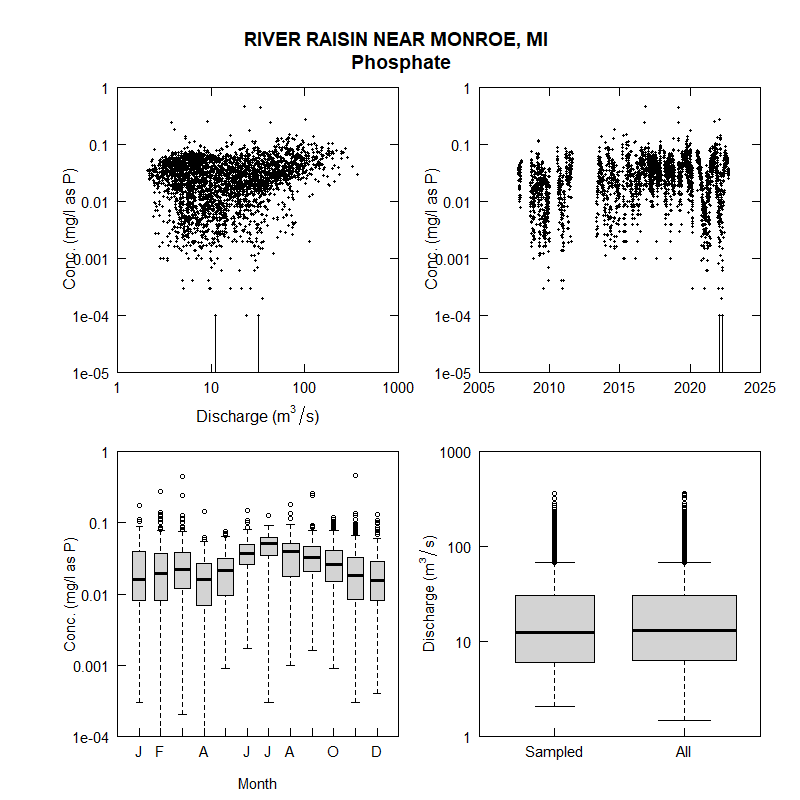 RIVER RAISIN NEAR MONROE, MI
Phosphate
1
0.1
0.01
0.001
1e-04
1e-05
Conc. (mg/l as P)
1 10 100 1000
Discharge (m³/s)
1
0.1
0.01
0.001
1e-04
1e-05
Conc. (mg/l as P)
2005 2010 2015 2020 2025
1
0.1
0.01
0.001
1e-04
Conc. (mg/l as P)
J F A J J A O D
Month
1000
100
10
1
Discharge (m³/s)
Sampled All